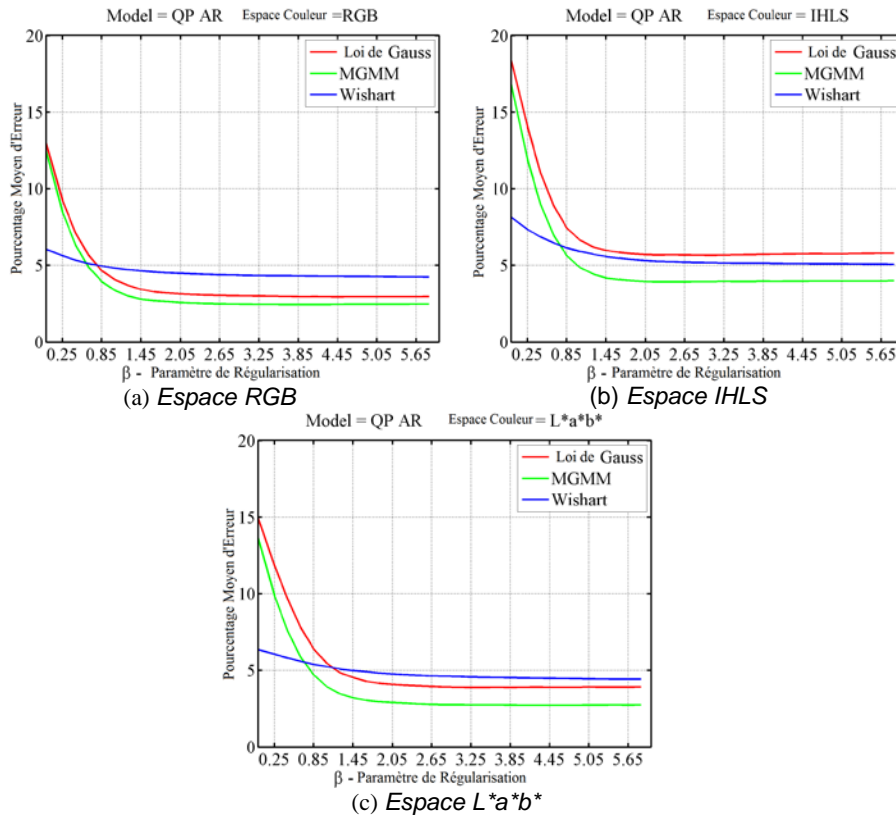 Model = QP AR Espace Couleur =RGB
20
15
10
5
0
Pourcentage Moyen d'Erreur
Loi de Gauss
MGMM
Wishart
0.25 0.85 1.45 2.05 2.65 3.25 3.85 4.45 5.05 5.65
β - Paramètre de Régularisation
(a) Espace RGB
Model = QP AR Espace Couleur = IHLS
20
15
10
5
0
Pourcentage Moyen d'Erreur
Loi de Gauss
MGMM
Wishart
0.25 0.85 1.45 2.05 2.65 3.25 3.85 4.45 5.05 5.65
β - Paramètre de Régularisation
(b) Espace IHLS
Model = QP AR Espace Couleur = L*a*b*
20
15
10
5
0
Pourcentage Moyen d'Erreur
Loi de Gauss
MGMM
Wishart
0.25 0.85 1.45 2.05 2.65 3.25 3.85 4.45 5.05 5.65
β - Paramètre de Régularisation
(c) Espace L*a*b*